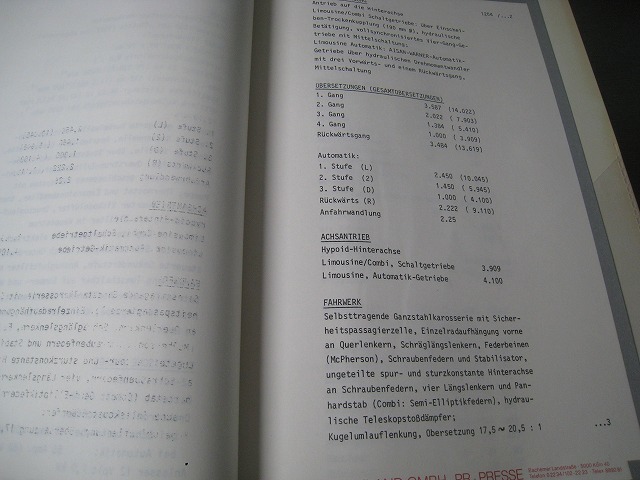 Antrieb auf die Hinterachse
Limousine/Combi Schaltgetriebe: über Einschei-
ben-Trockenkupplung (190 mm Ø), hydraulische
Betätigung, vollsynchronisiertes Vier-Gang-Ge-
triebe mit Mittelschaltung;
Limousine Automatik: AISAN-WARNER-Automatik-
Getriebe über hydraulischen Drehmomentwandler
mit drei Vorwärts- und einem Rückwärtsgang,
Mittelschaltung
1204 /...2
ÜBERSETZUNGEN (GESAMTÜBERSETZUNGEN)
1. Gang 3.587 (14.022)
2. Gang 2.022 ( 7.903)
3. Gang 1.384 ( 5.410)
4. Gang 1.000 ( 3.909)
Rückwärtsgang 3.484 (13.619)
Automatik:
1. Stufe (L) 2.450 (10.045)
2. Stufe (2) 1.450 ( 5.945)
3. Stufe (D) 1.000 ( 4.100)
Rückwärts (R) 2.222 ( 9.110)
Anfahrwandlung 2.25
ACHSANTRIEB
Hypoid-Hinterachse
Limousine/Combi, Schaltgetriebe 3.909
Limousine, Automatik-Getriebe 4.100
FAHRWERK
Selbsttragende Ganzstahlkarosserie mit Sicher-
heitspassagierzelle, Einzelradaufhängung vorne
an Querlenkern, Schräglängslenkern, Federbeinen
(McPherson), Schraubenfedern und Stabilisator,
ungeteilte spur- und sturzkonstante Hinterachse
an Schraubenfedern, vier Längslenkern und Pan-
hardstab (Combi: Semi-Elliptikfedern), hydrau-
lische Teleskopstoßdämpfer;
Kugelumlauflenkung, Übersetzung 17,5 ~ 20,5 : 1
...3
GMBH · PR · PRESSE